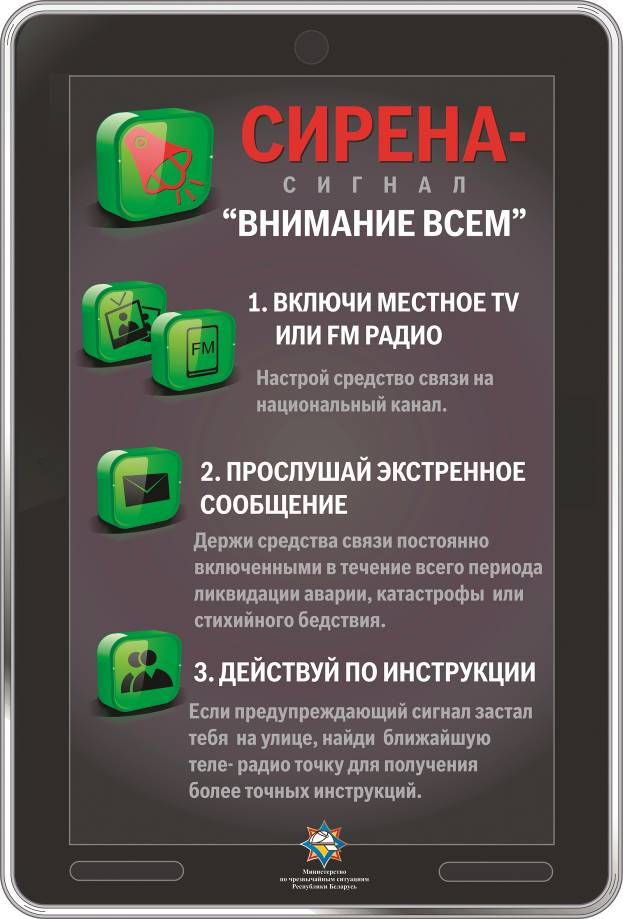 СИРЕНА-
СИГНАЛ
“ВНИМАНИЕ ВСЕМ”
1. ВКЛЮЧИ МЕСТНОЕ TV
ИЛИ FM РАДИО
FM
Настрой средство связи на
национальный канал.
2. ПРОСЛУШАЙ ЭКСТРЕННОЕ
СООБЩЕНИЕ
Держи средства связи постоянно
включенными в течение всего периода
ликвидации аварии, катастрофы или
стихийного бедствия.
3. ДЕЙСТВУЙ ПО ИНСТРУКЦИИ
Если предупреждающий сигнал застал
тебя на улице, найди ближайшую
теле- радио точку для получения
более точных инструкций.
Министерство
по чрезвычайным ситуациям
Республики Беларусь